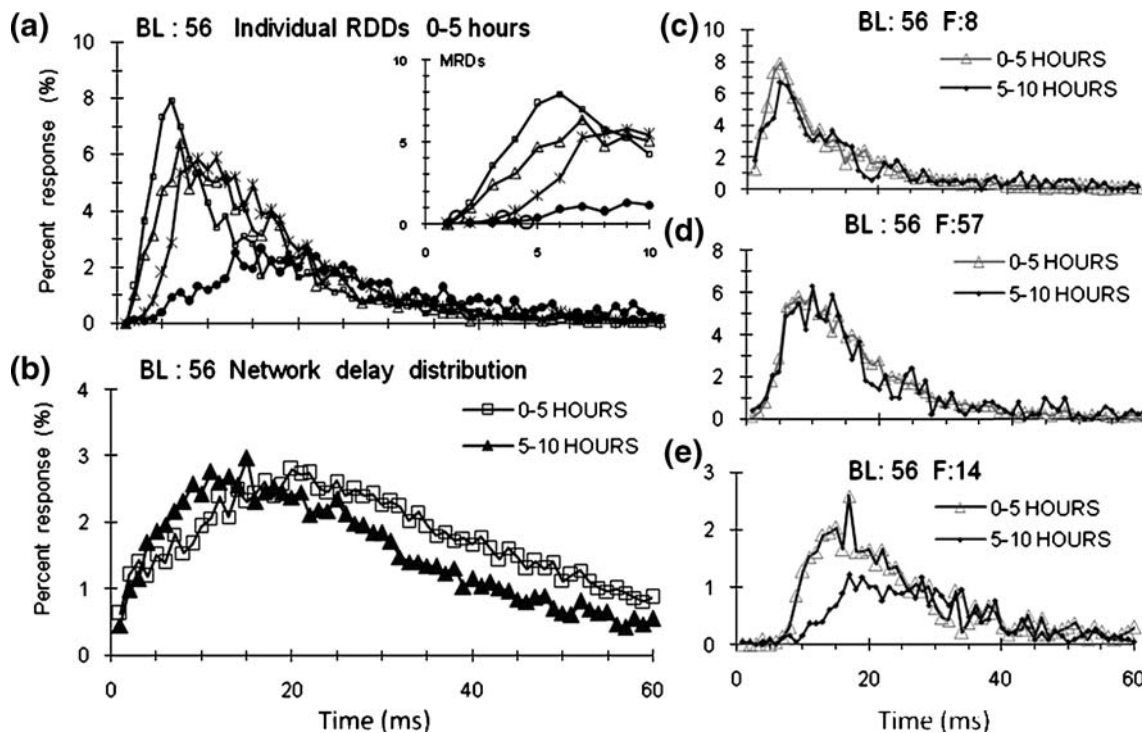 (a) BL : 56 Individual RDDs 0-5 hours
Percent response (%)
10
8
6
4
2
0
MRDs
10
5
0
0 5 10
(b) BL : 56 Network delay distribution
Percent response (%)
4
3
2
1
0
0-5 HOURS
5-10 HOURS
0 20 40 60
Time (ms)
(c) BL: 56 F:8
10
8
6
4
2
0
0-5 HOURS
5-10 HOURS
(d) BL: 56 F:57
8
6
4
2
0
0-5 HOURS
5-10 HOURS
(e) BL: 56 F:14
3
2
1
0
0-5 HOURS
5-10 HOURS
0 20 40 60
Time (ms)